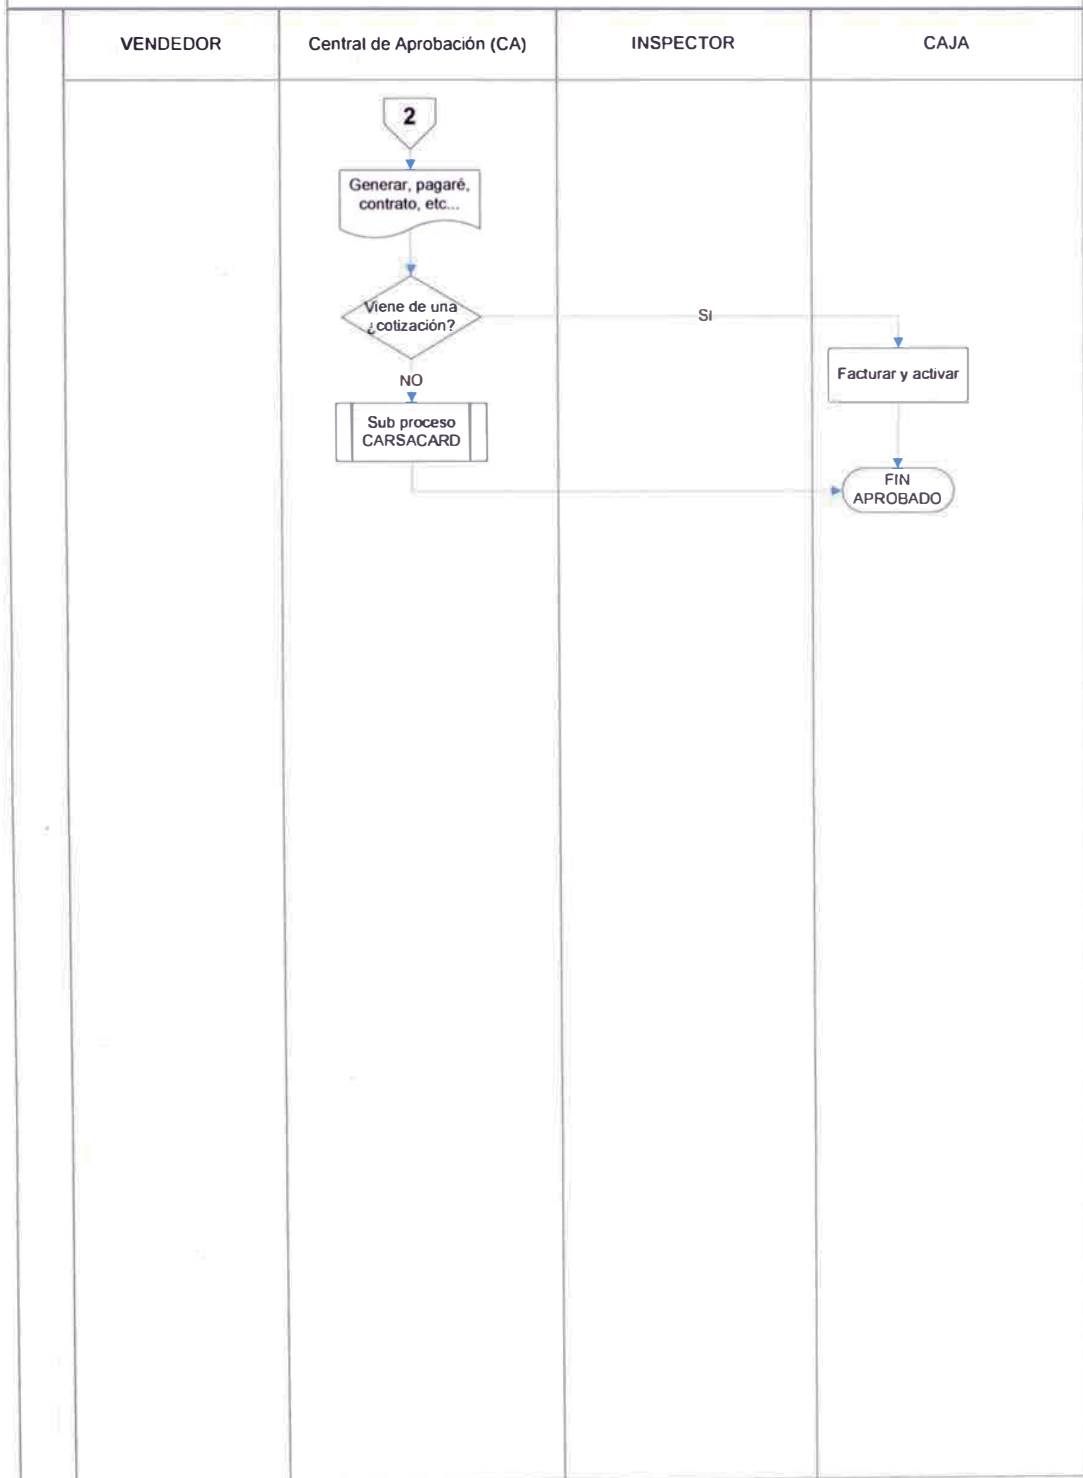 VENDEDOR
Central de Aprobación (CA)
INSPECTOR
CAJA
2
Generar, pagaré,
contrato, etc...
Viene de una
¿cotización?
SI
Facturar y activar
NO
Sub proceso
CARSACARD
FIN
APROBADO